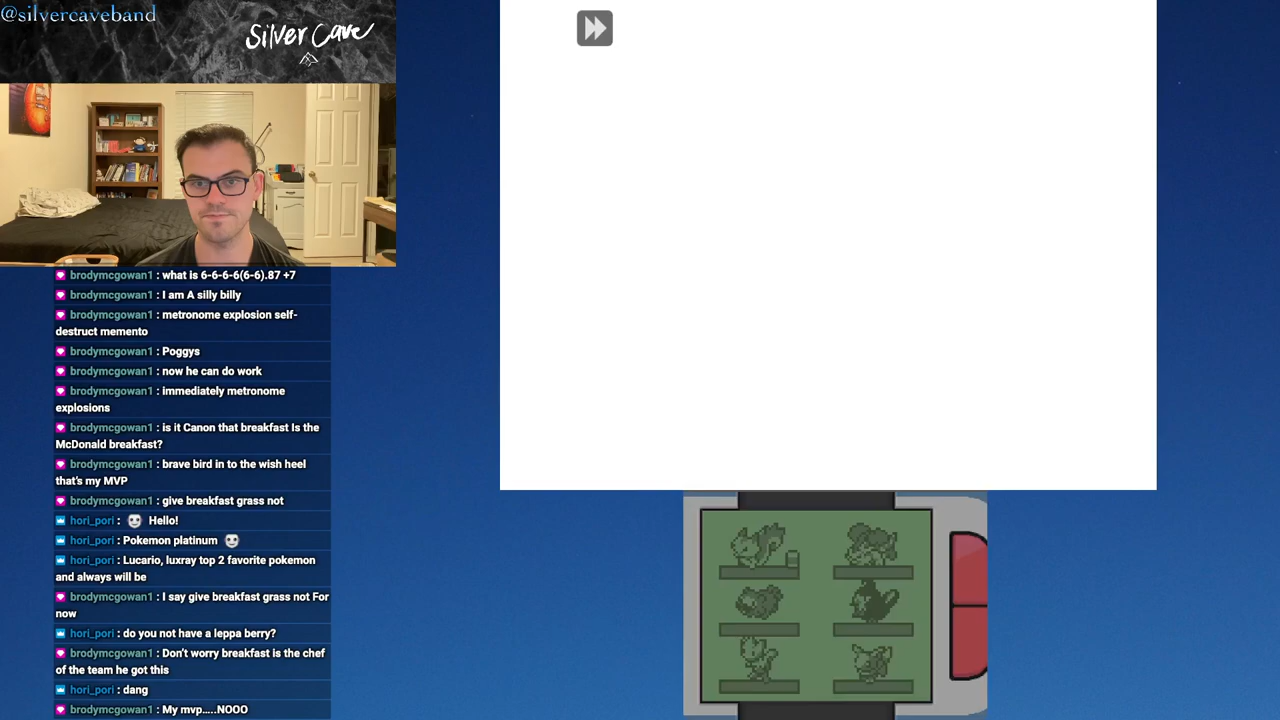 @silvercaveband
Silver Cave
brodymcgowan1 : what is 6-6-6-6(6-6).87 +7
brodymcgowan1 : I am A silly billy
brodymcgowan1 : metronome explosion self-
destruct memento
brodymcgowan1 : Poggys
brodymcgowan1 : now he can do work
brodymcgowan1 : immediately metronome
explosions
brodymcgowan1 : is it Canon that breakfast Is the
McDonald breakfast?
brodymcgowan1 : brave bird in to the wish heel
that's my MVP
brodymcgowan1 : give breakfast grass not
hori_pori : Hello!
hori_pori : Pokemon platinum
hori_pori : Lucario, luxray top 2 favorite pokemon
and always will be
brodymcgowan1 : I say give breakfast grass not For
now
hori_pori : do you not have a leppa berry?
brodymcgowan1 : Don't worry breakfast is the chef
of the team he got this
hori_pori : dang
brodymcgowan1 : My mvp.....NOOO